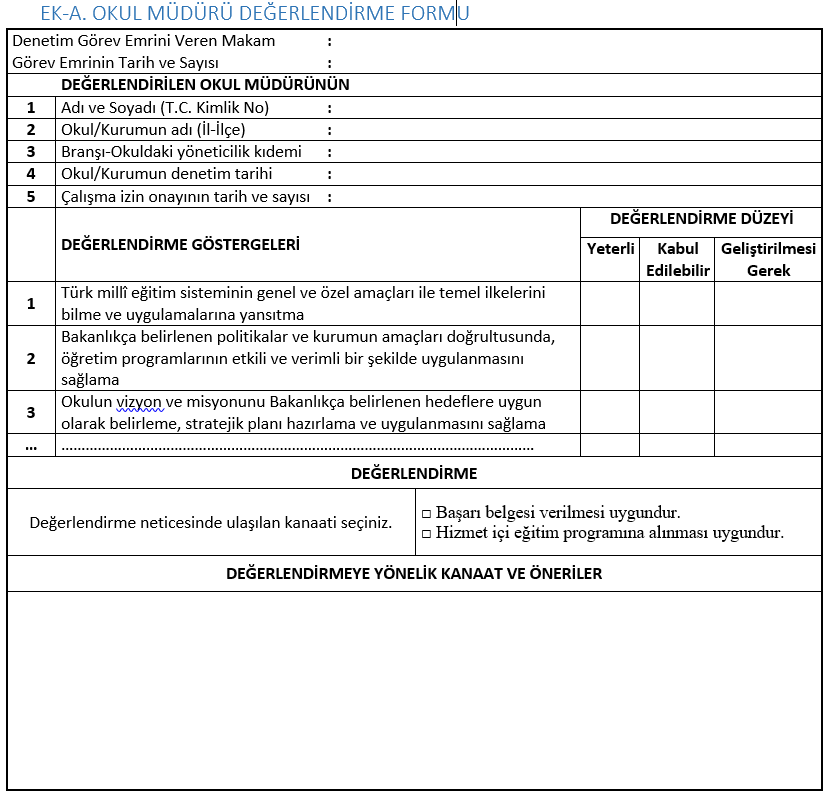 EK-A. OKUL MÜDÜRÜ DEĞERLENDİRME FORMU
Denetim Görev Emrini Veren Makam :
Görev Emrinin Tarih ve Sayısı :
DEĞERLENDİRİLEN OKUL MÜDÜRÜNÜN
1 Adı ve Soyadı (T.C. Kimlik No) :
2 Okul/Kurumun adı (İl-İlçe) :
3 Branşı-Okuldaki yöneticilik kıdemi :
4 Okul/Kurumun denetim tarihi :
5 Çalışma izin onayının tarih ve sayısı :
DEĞERLENDİRME GÖSTERGELERİ
DEĞERLENDİRME DÜZEYİ
Yeterli
Kabul
Edilebilir
Geliştirilmesi
Gerek
1 Türk millî eğitim sisteminin genel ve özel amaçları ile temel ilkelerini
bilme ve uygulamalarına yansıtma
2 Bakanlıkça belirlenen politikalar ve kurumun amaçları doğrultusunda,
öğretim programlarının etkili ve verimli bir şekilde uygulanmasını
sağlama
3 Okulun vizyon ve misyonunu Bakanlıkça belirlenen hedeflere uygun
olarak belirleme, stratejik planı hazırlama ve uygulanmasını sağlama
... ……………………………………………………………………………………………
DEĞERLENDİRME
Değerlendirme neticesinde ulaşılan kanaati seçiniz.
□ Başarı belgesi verilmesi uygundur.
□ Hizmet içi eğitim programına alınması uygundur.
DEĞERLENDİRMEYE YÖNELİK KANAAT VE ÖNERİLER